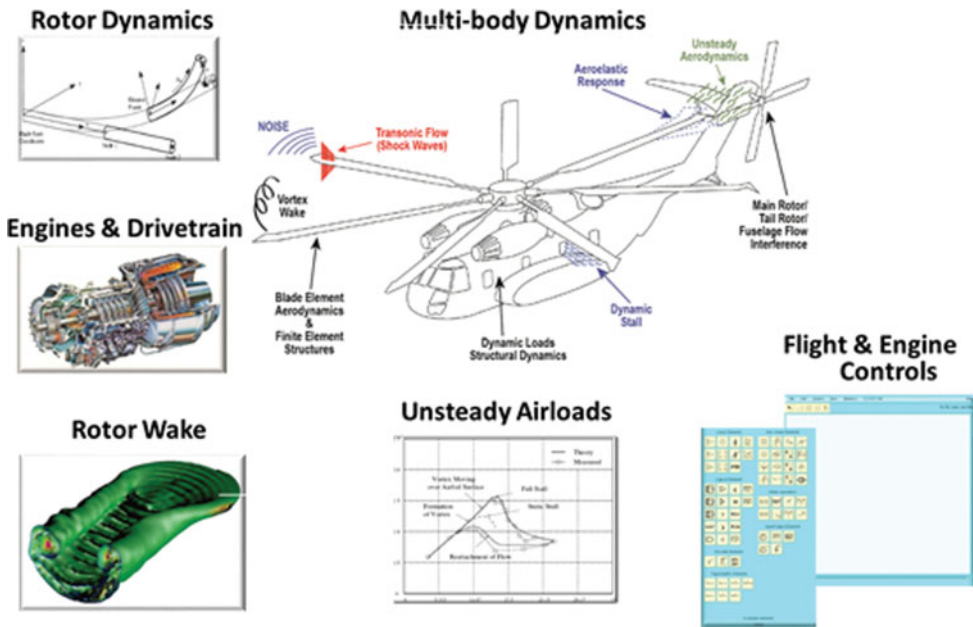 Rotor Dynamics
Multi-body Dynamics
Unsteady
Aerodynamics
Aeroelastic
Response
NOISE
Transonic Flow
(Shock Waves)
Vortex
Wake
Main Rotor/
Tail Rotor/
Fuselage Flow
Interference
Engines & Drivetrain
Blade Element
Aerodynamics
&
Finite Element
Structures
Dynamic Loads
Structural Dynamics
Dynamic
Stall
Flight & Engine
Controls
Rotor Wake
Unsteady Airloads
Theory
Measured
Vortex Moving
over Airfoil Surface
Full Stall
Formation
of Vortex
Static Stall
Reattachment of Flow